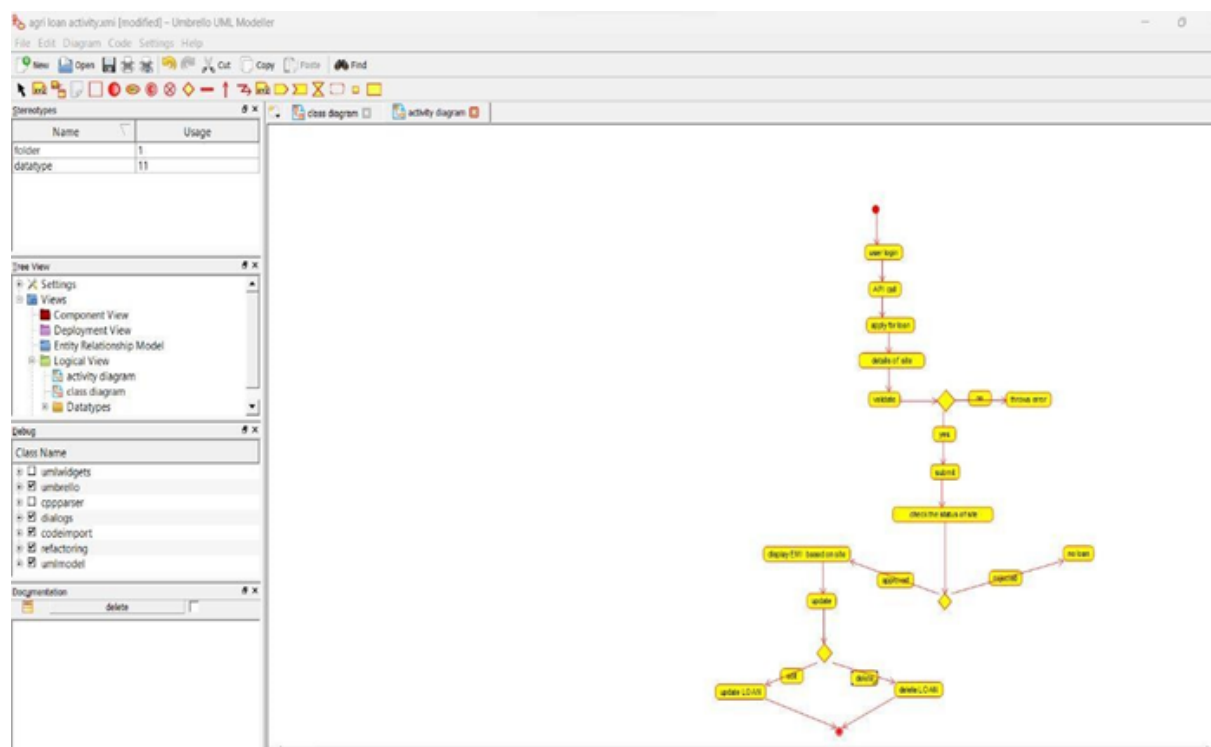 agri loan activity.xmi [modified] – Umbrello UML Modeller
File Edit Diagram Code Settings Help
New Open Cut Copy Paste Find
Stereotypes
class diagram activity diagram
Name Usage
folder 1
datatype 11
Tree View
Settings
Views
Component View
Deployment View
Entity Relationship Model
Logical View
activity diagram
class diagram
Datatypes
Debug
Class Name
umlwidgets
umbrello
cppparser
dialogs
codeimport
refactoring
umlmodel
Documentation
delete
user login
API call
apply for loan
details of site
validate
no
throws error
yes
submit
check the status of site
display EMI based on site
approved
rejected
no loan
update
edit
delete
update LOAN
delete LOAN